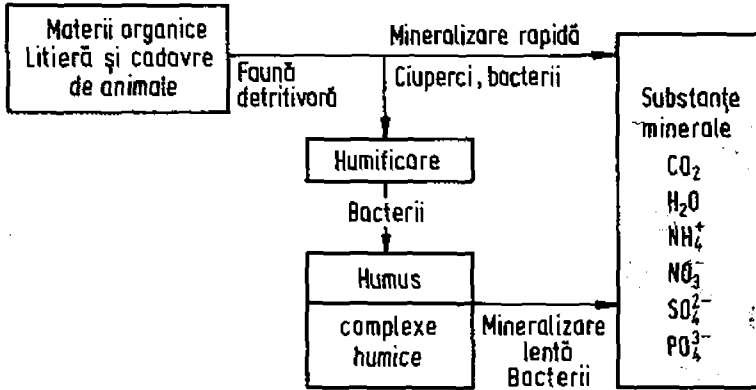 Materii organice
Litieră și cadavre
de animale
Faună
detritivoră
Mineralizare rapidă
Ciuperci, bacterii
Humificare
Bacterii
Humus
complexe
humice
Mineralizare
lentă
Bacterii
Substanțe
minerale
CO₂
H₂O
NH₄⁺
NO₃⁻
SO₄²⁻
PO₄³⁻